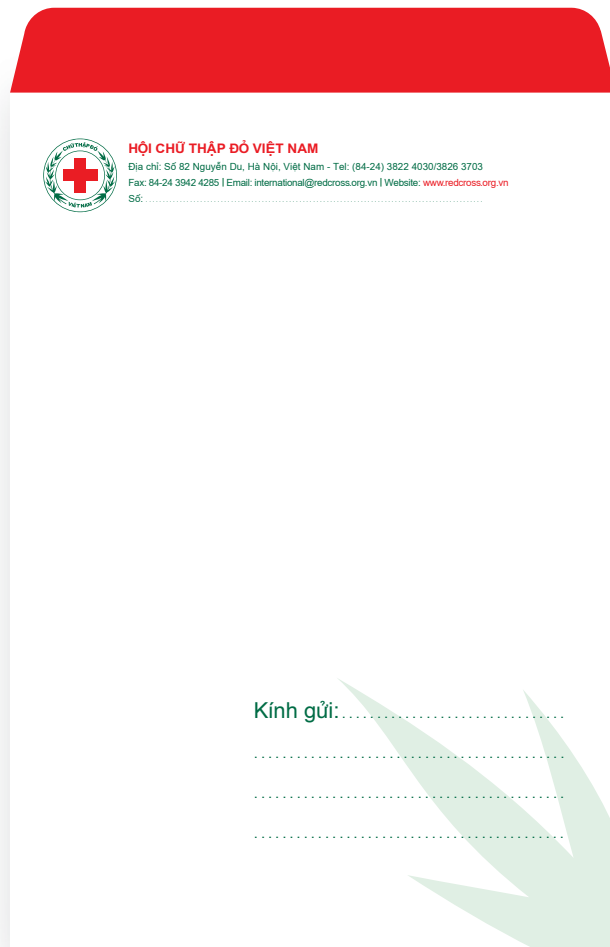 CHỮ THẬP ĐỎ
VIỆT NAM
HỘI CHỮ THẬP ĐỎ VIỆT NAM
Địa chỉ: Số 82 Nguyễn Du, Hà Nội, Việt Nam - Tel: (84-24) 3822 4030/3826 3703
Fax: 84-24 3942 4285 | Email: international@redcross.org.vn | Website: www.redcross.org.vn
Số:
Kính gửi: